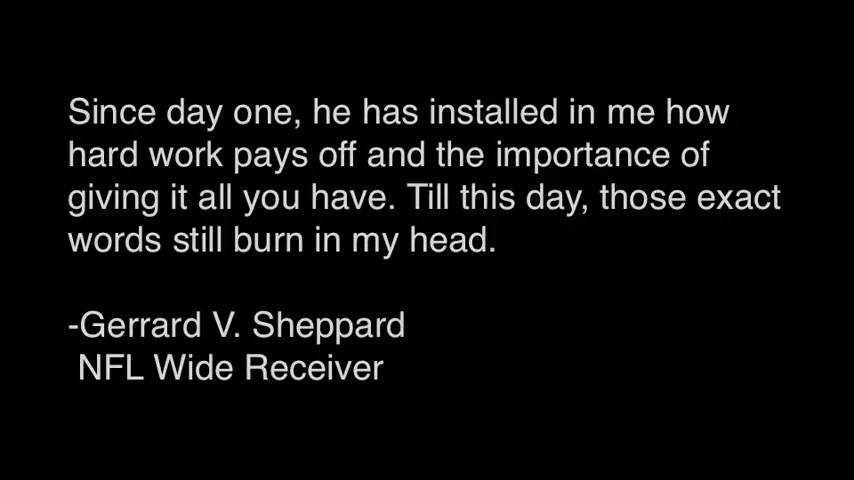 Since day one, he has installed in me how
hard work pays off and the importance of
giving it all you have. Till this day, those exact
words still burn in my head.
-Gerrard V. Sheppard
NFL Wide Receiver